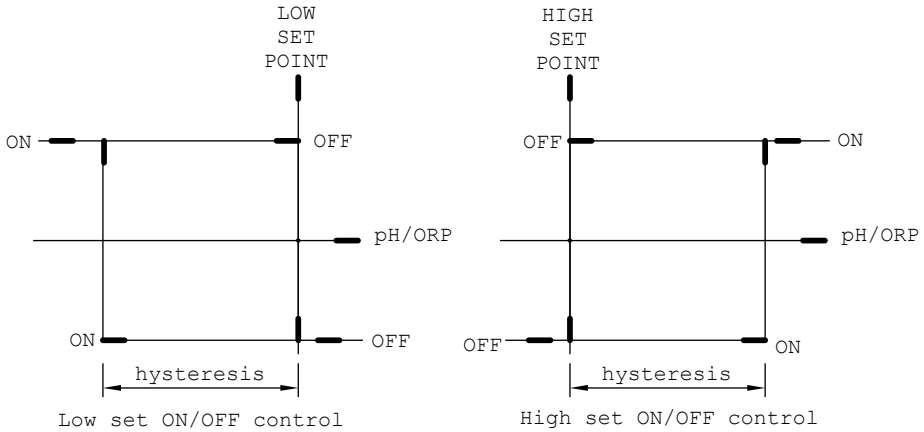 LOW
SET
POINT
ON
OFF
pH/ORP
ON
OFF
hysteresis
Low set ON/OFF control
HIGH
SET
POINT
OFF
ON
pH/ORP
OFF
ON
hysteresis
High set ON/OFF control